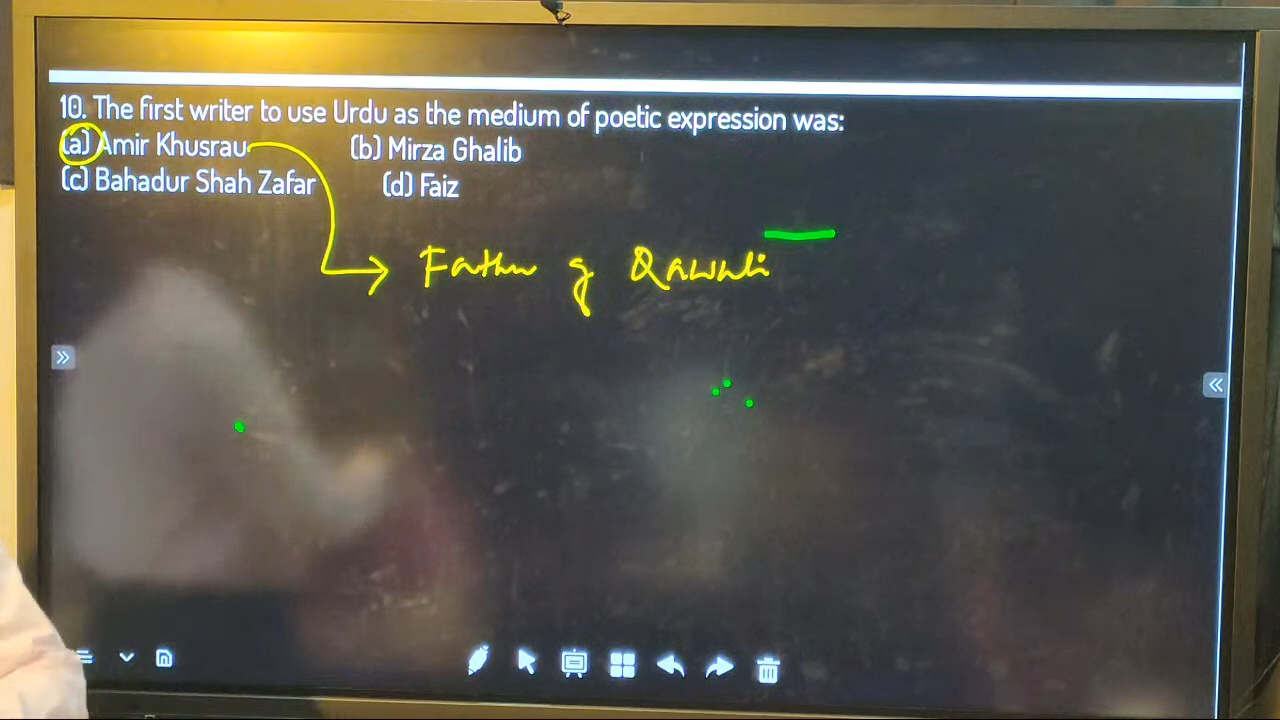 10. The first writer to use Urdu as the medium of poetic expression was:
(a) Amir Khusrau (b) Mirza Ghalib
(c) Bahadur Shah Zafar (d) Faiz
Father of Qawali